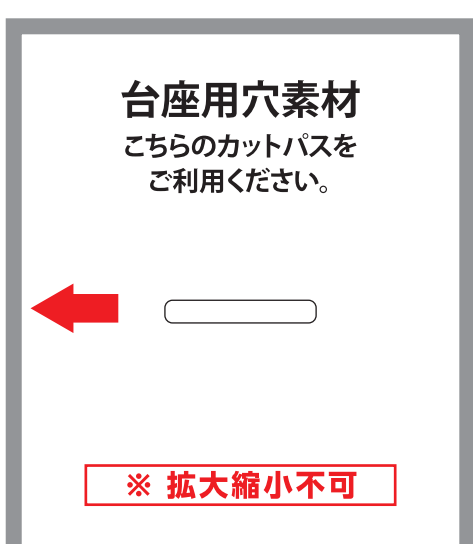 台座用穴素材
こちらのカットパスを
ご利用ください。
※ 拡大縮小不可